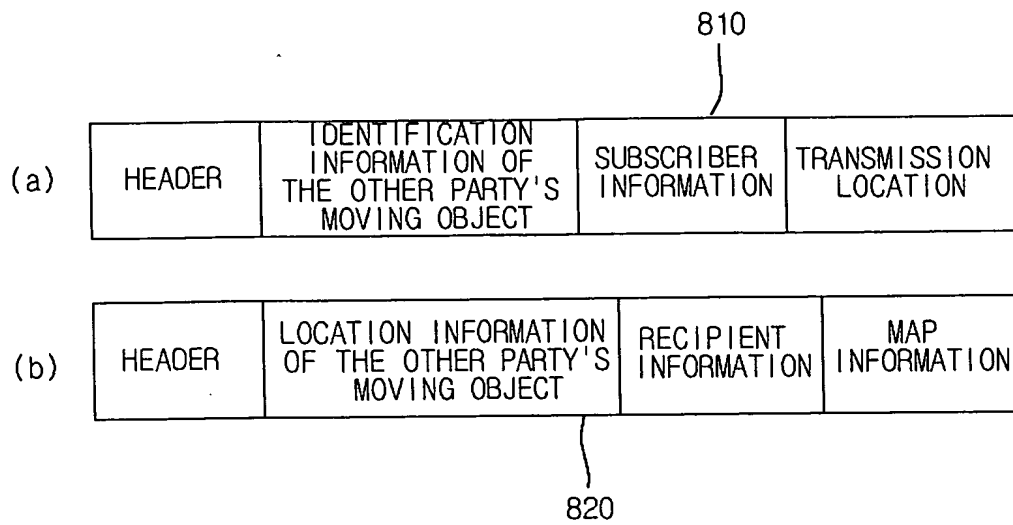 810
(a)
HEADER
IDENTIFICATION
INFORMATION OF
THE OTHER PARTY'S
MOVING OBJECT
SUBSCRIBER
INFORMATION
TRANSMISSION
LOCATION
(b)
HEADER
LOCATION INFORMATION
OF THE OTHER PARTY'S
MOVING OBJECT
RECIPIENT
INFORMATION
MAP
INFORMATION
820